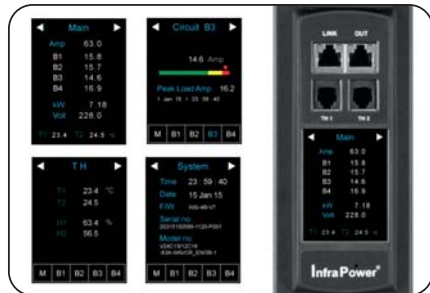 Main
Amp 63.0
B1 15.8
B2 15.7
B3 14.6
B4 16.9
kW 7.18
Volt 228.0
T1 23.4 T2 24.5 °C
Circuit B3
14.6 Amp
Peak Load Amp 16.2
1 Jan 15 / 23 : 59 : 40
M B1 B2 B3 B4
TH
T1 23.4 °C
T2 24.5
H1 63.4 %
H2 56.5
M B1 B2 B3 B4
System
Time 23 : 59 : 40
Date 15 Jan 15
F/W
Serial no.
Model no.
M B1 B2 B3 B4
LINK OUT
TH 1 TH 2
Main
Amp 63.0
B1 15.8
B2 15.7
B3 14.6
B4 16.9
kW 7.18
Volt 228.0
T1 23.4 T2 24.5 °C
InfraPower®